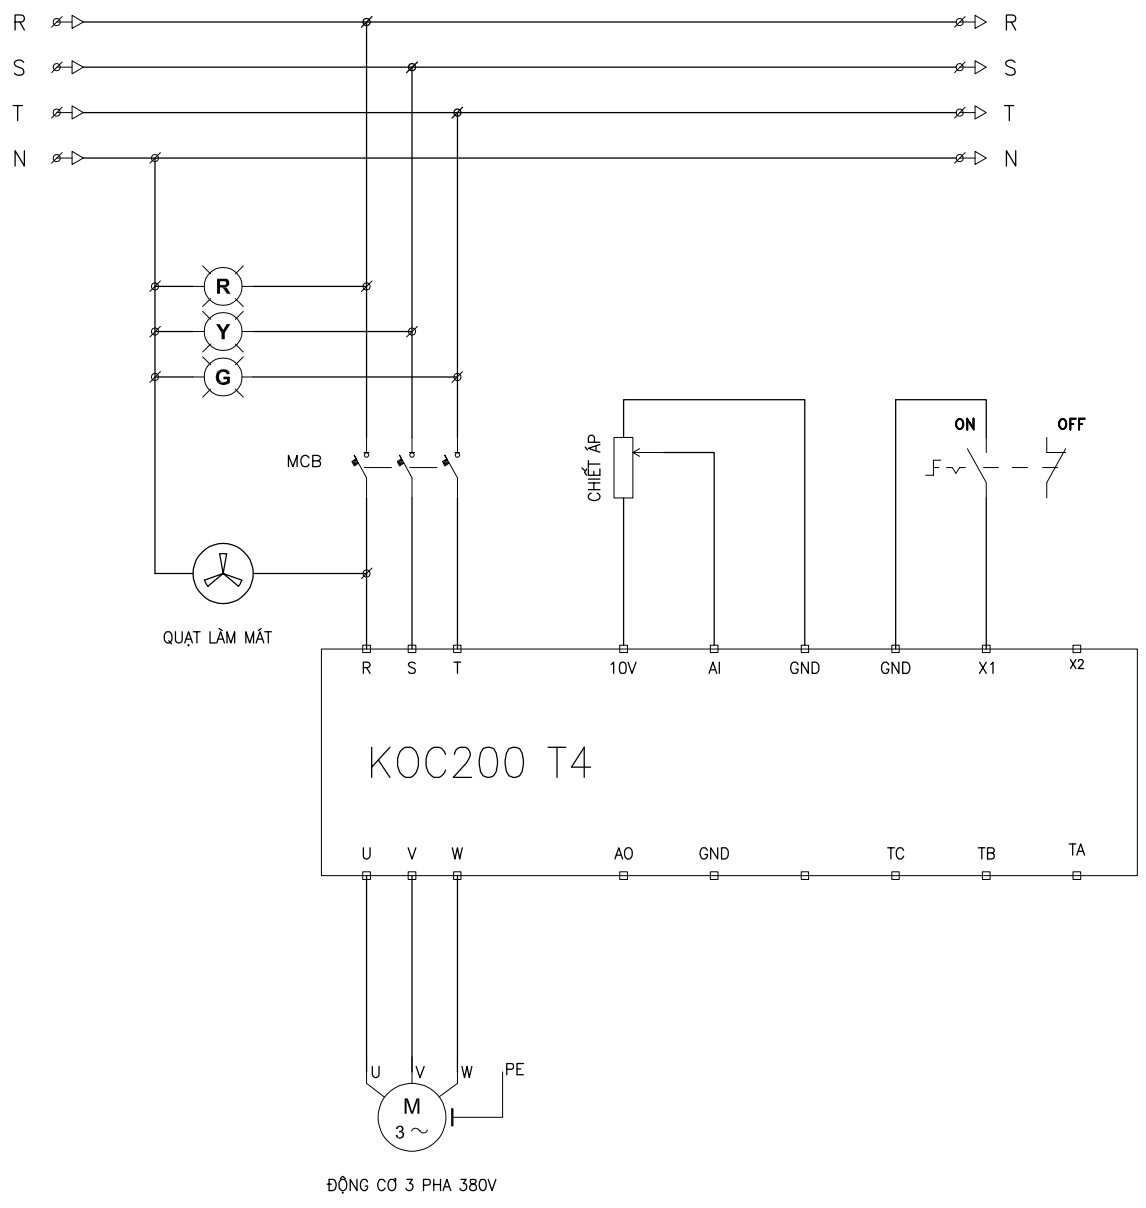 R R
S S
T T
N N
R
Y
G
MCB
CHIẾT ÁP
ON OFF
QUẠT LÀM MÁT
R S T 10V AI GND GND X1 X2
KOC200 T4
U V W AO GND TC TB TA
U V W PE
M
3 ~
ĐỘNG CƠ 3 PHA 380V